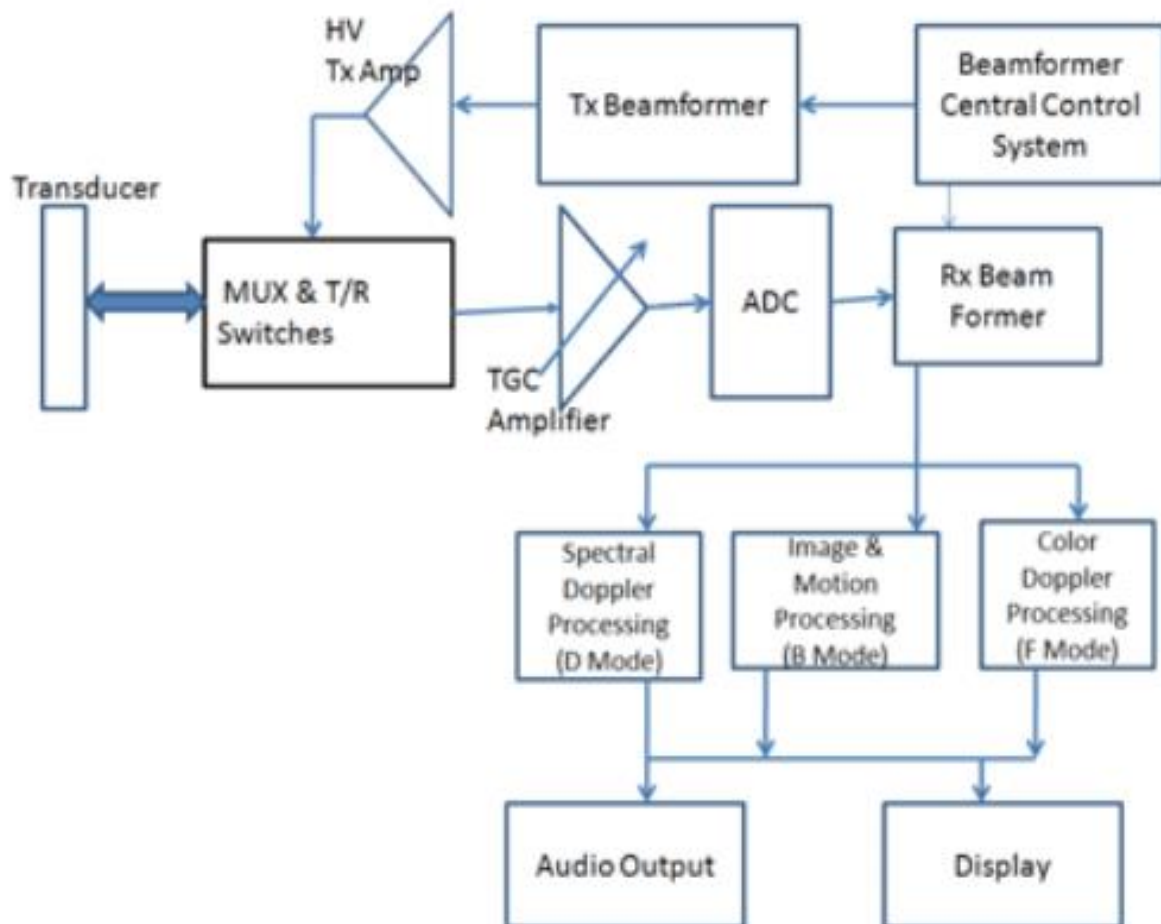 HV
Tx Amp
Tx Beamformer
Beamformer
Central Control
System
Transducer
MUX & T/R
Switches
TGC
Amplifier
ADC
Rx Beam
Former
Spectral
Doppler
Processing
(D Mode)
Image &
Motion
Processing
(B Mode)
Color
Doppler
Processing
(F Mode)
Audio Output
Display